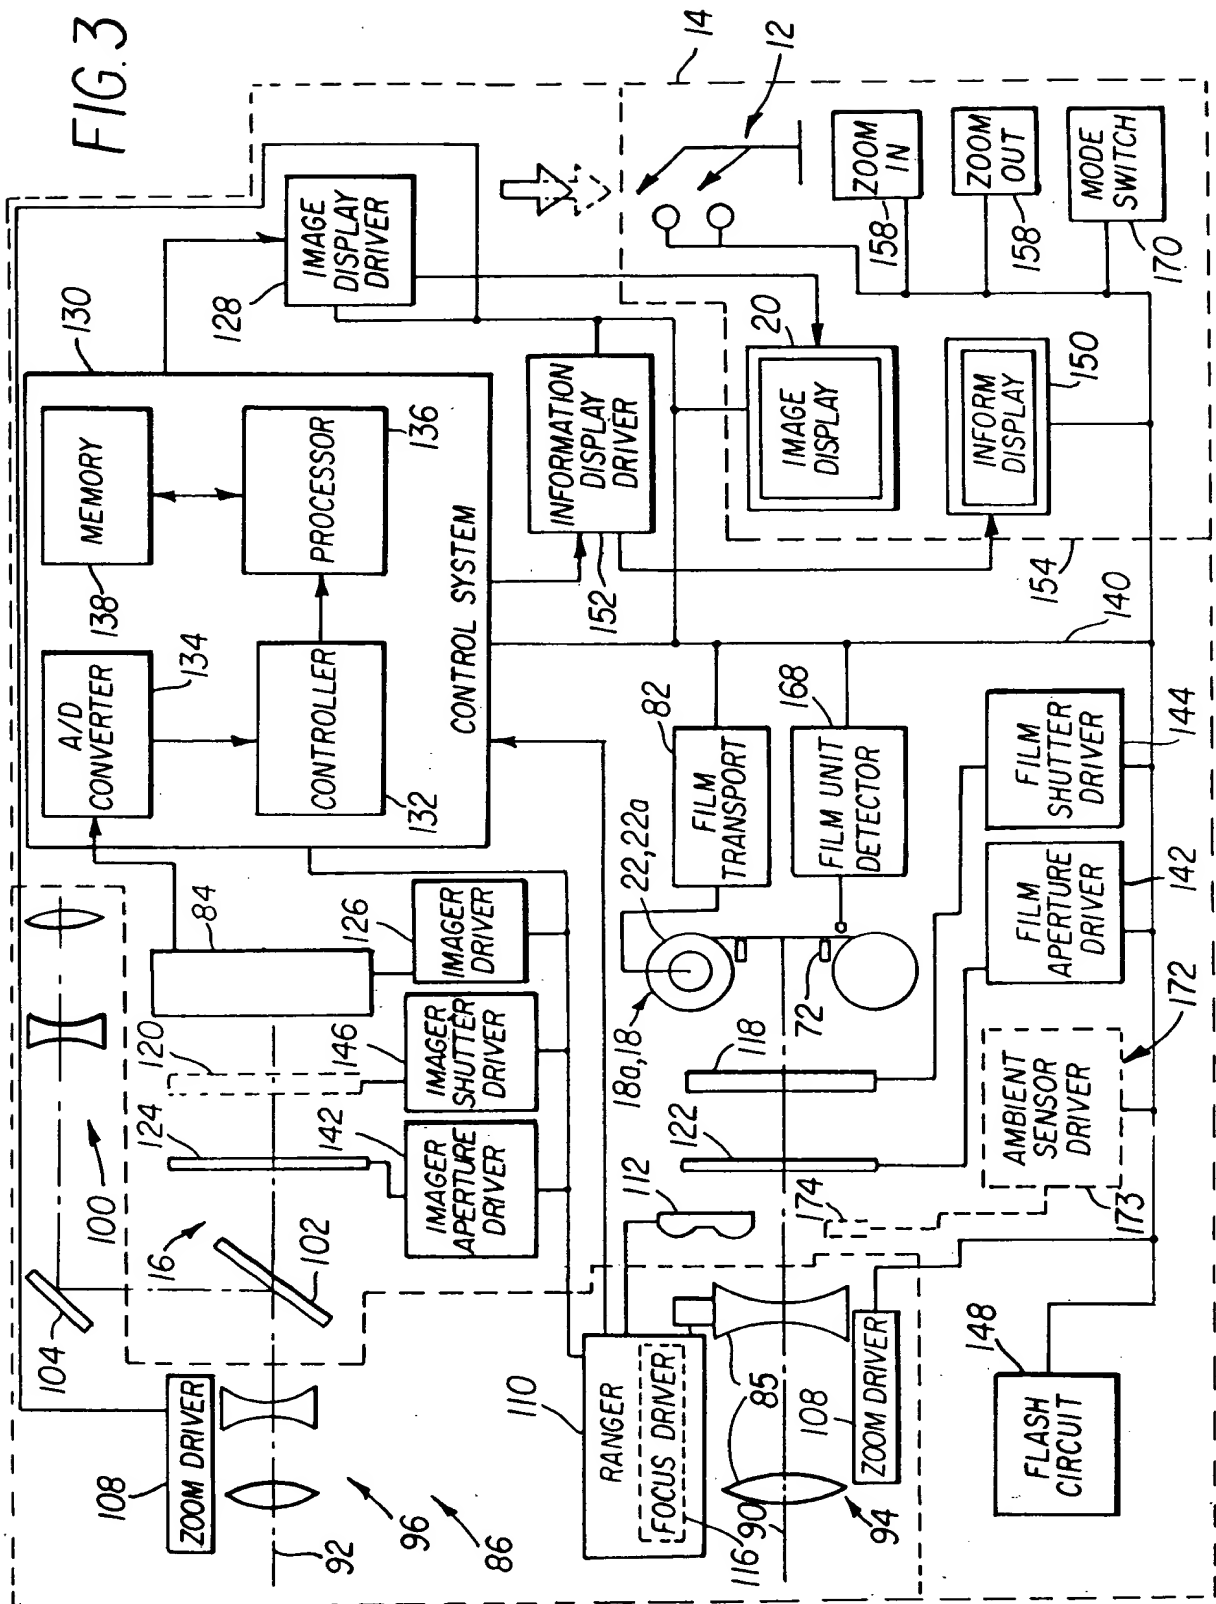 FIG. 3
14
12
ZOOM IN
158
ZOOM OUT
158
MODE SWITCH
170
IMAGE DISPLAY DRIVER
128
130
MEMORY
138
PROCESSOR
136
A/D CONVERTER
134
CONTROLLER
132
CONTROL SYSTEM
INFORMATION DISPLAY DRIVER
152
20
IMAGE DISPLAY
150
INFORM DISPLAY
154
140
84
126
IMAGER DRIVER
120
146
IMAGER SHUTTER DRIVER
124
142
IMAGER APERTURE DRIVER
100
16
102
104
108
ZOOM DRIVER
92
96
86
82
FILM TRANSPORT
168
FILM UNIT DETECTOR
22,22a
18a,18
72
118
122
112
174
144
FILM SHUTTER DRIVER
142
FILM APERTURE DRIVER
172
AMBIENT SENSOR DRIVER
173
110
RANGER
FOCUS DRIVER
116
90
85
108
ZOOM DRIVER
94
148
FLASH CIRCUIT